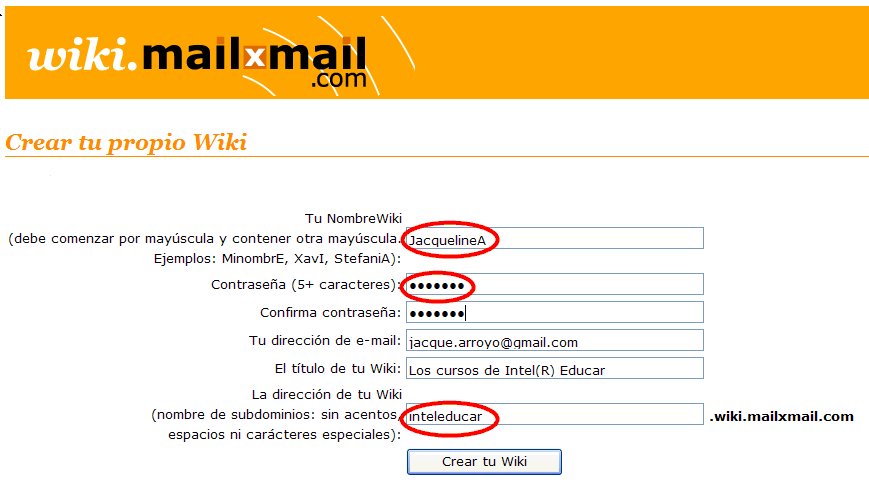 wiki.mailxmail
.com
Crear tu propio Wiki
Tu NombreWiki
(debe comenzar por mayúscula y contener otra mayúscula.
Ejemplos: MinombrE, XavI, StefaniA):
JacquelineA
Contraseña (5+ caracteres):
•••••••
Confirma contraseña:
•••••••
Tu dirección de e-mail:
jacque.arroyo@gmail.com
El título de tu Wiki:
Los cursos de Intel(R) Educar
La dirección de tu Wiki
(nombre de subdominios: sin acentos,
espacios ni carácteres especiales):
inteleducar
.wiki.mailxmail.com
Crear tu Wiki